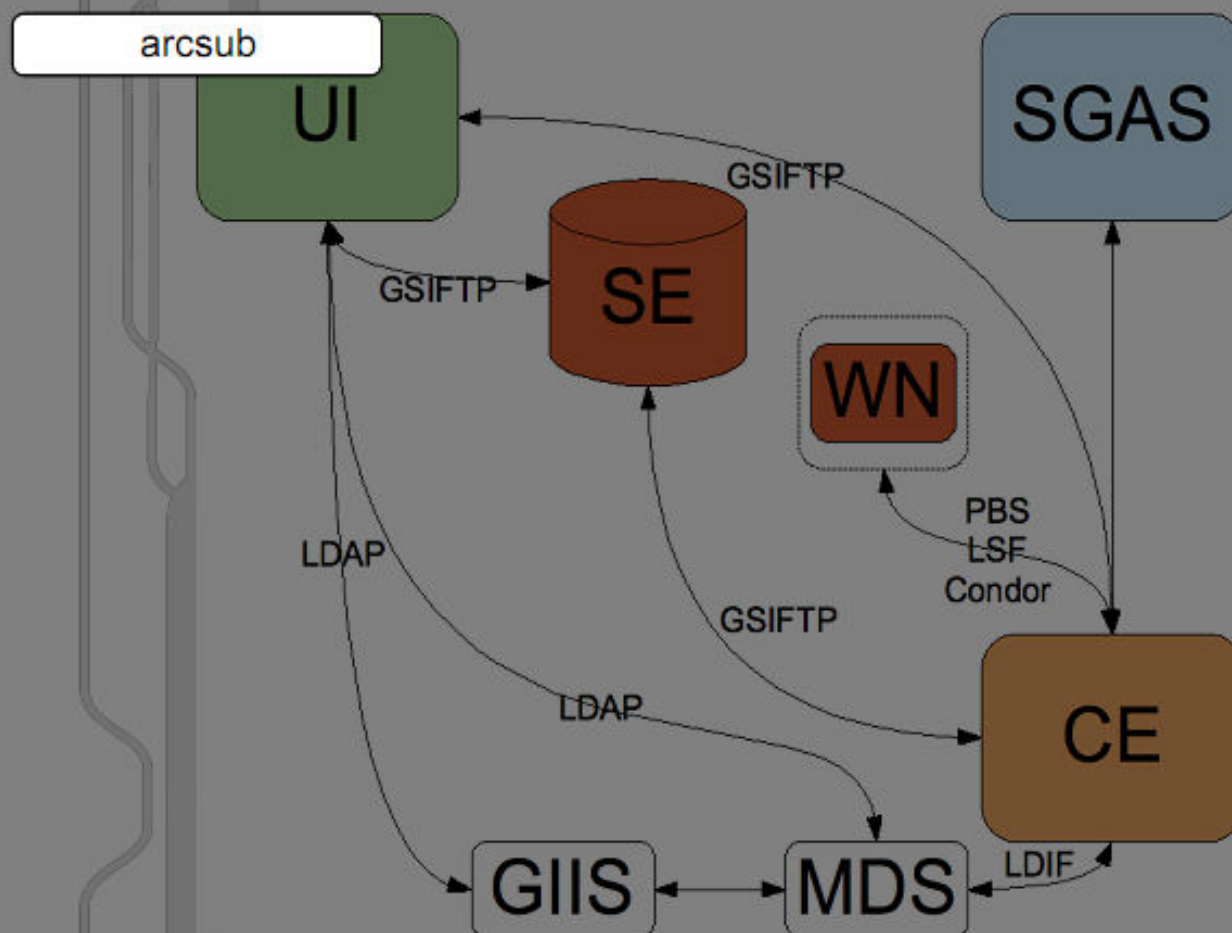 arcsub
UI
SGAS
GSIFTP
SE
GSIFTP
WN
PBS
LSF
Condor
LDAP
GSIFTP
LDAP
CE
GIIS
MDS
LDIF